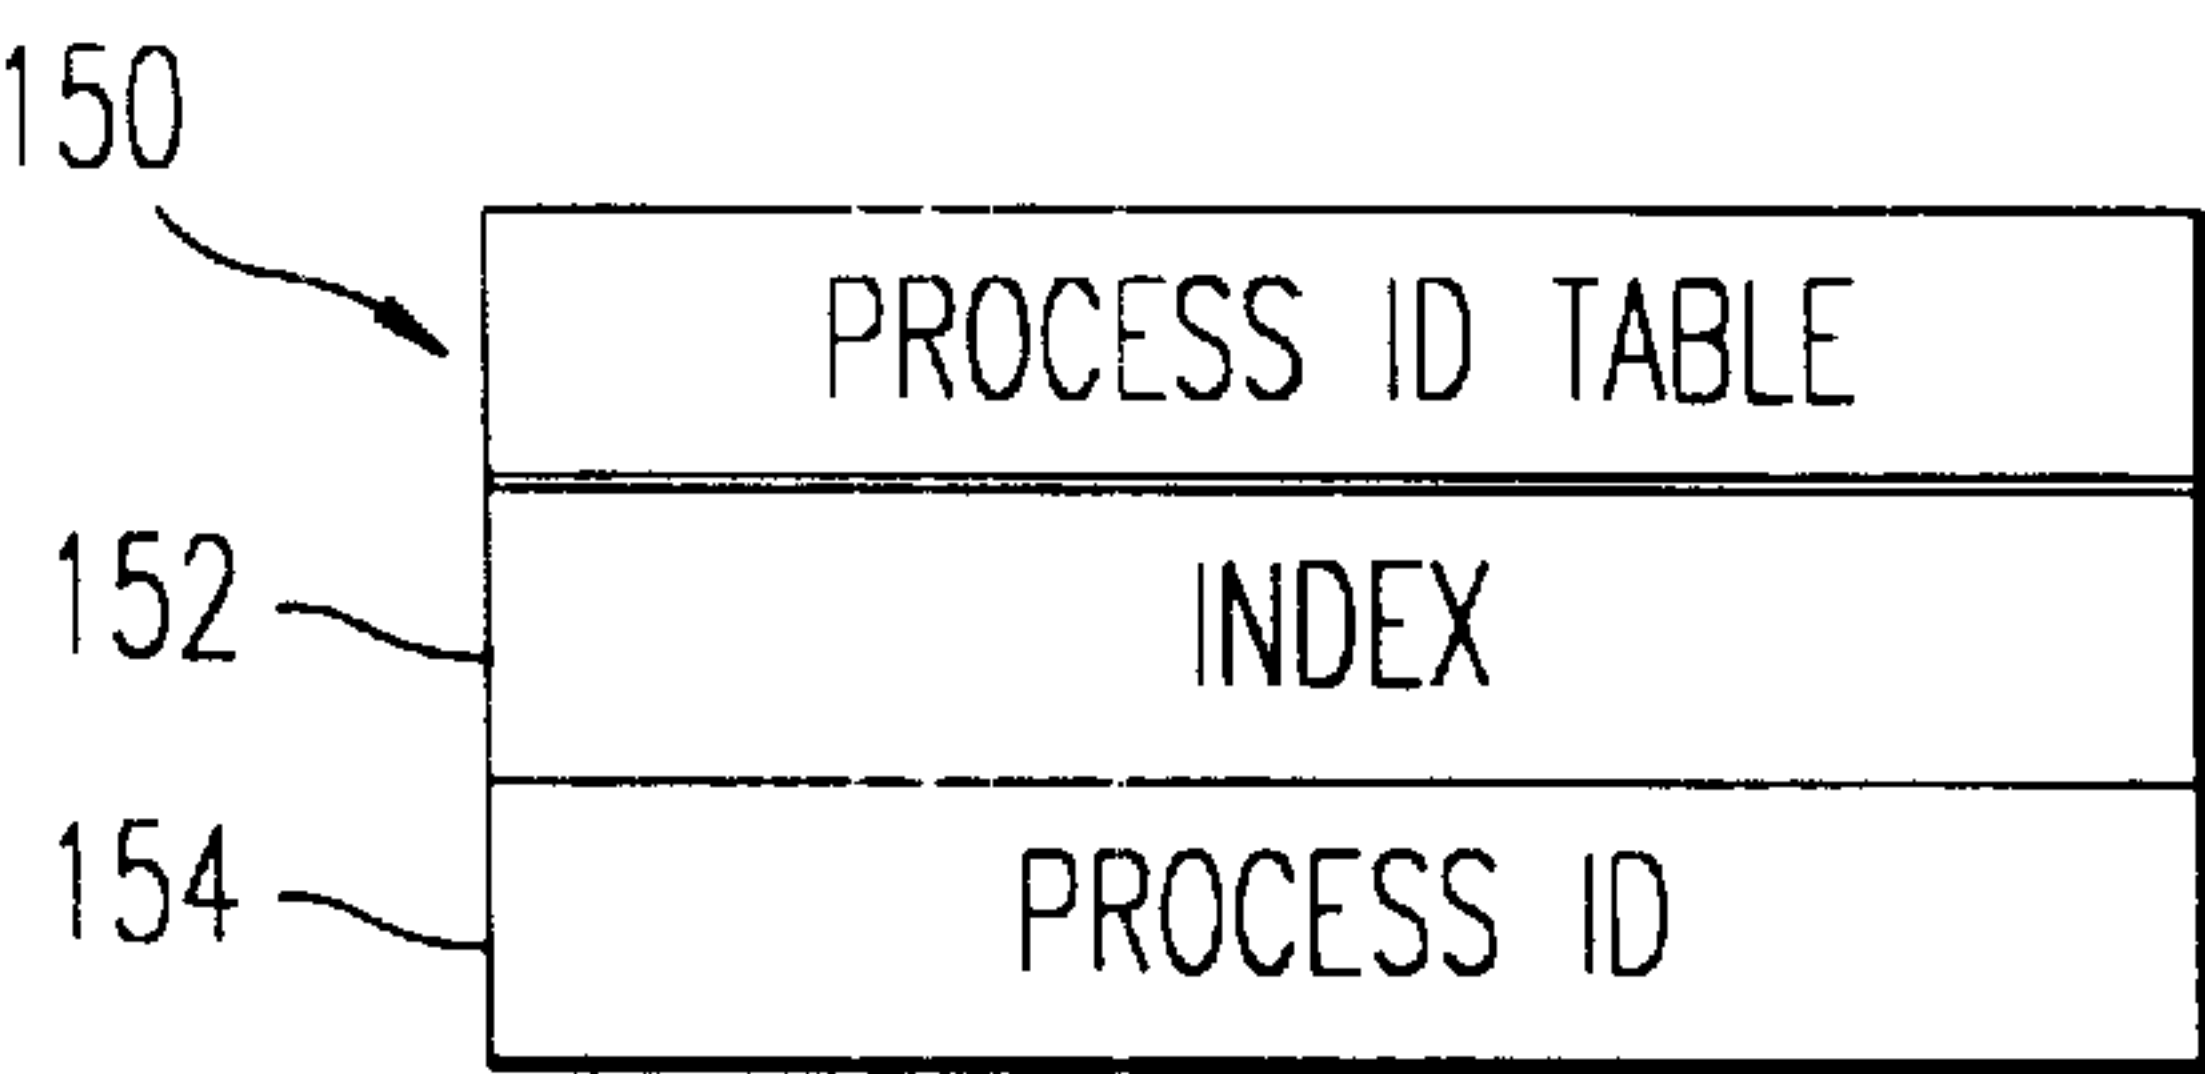 150
PROCESS ID TABLE
152 INDEX
154 PROCESS ID